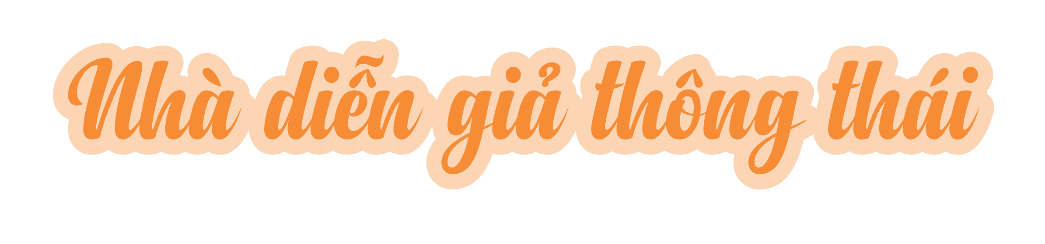 Nhà diễn giả thông thái